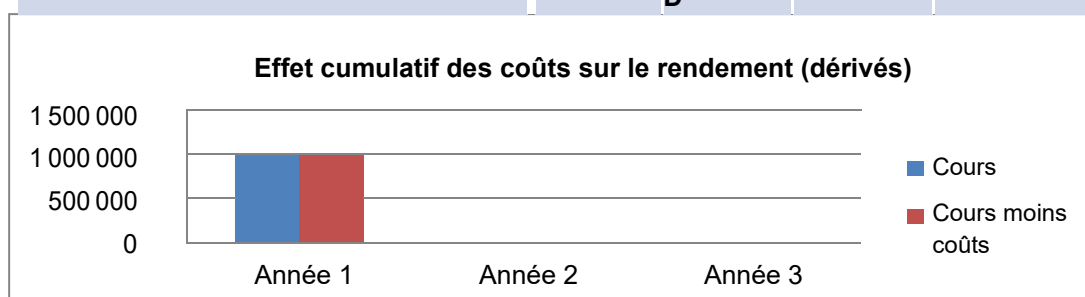 Effet cumulatif des coûts sur le rendement (dérivés)
1 500 000
1 000 000
500 000
0
Année 1 Année 2 Année 3
Cours
Cours moins
coûts